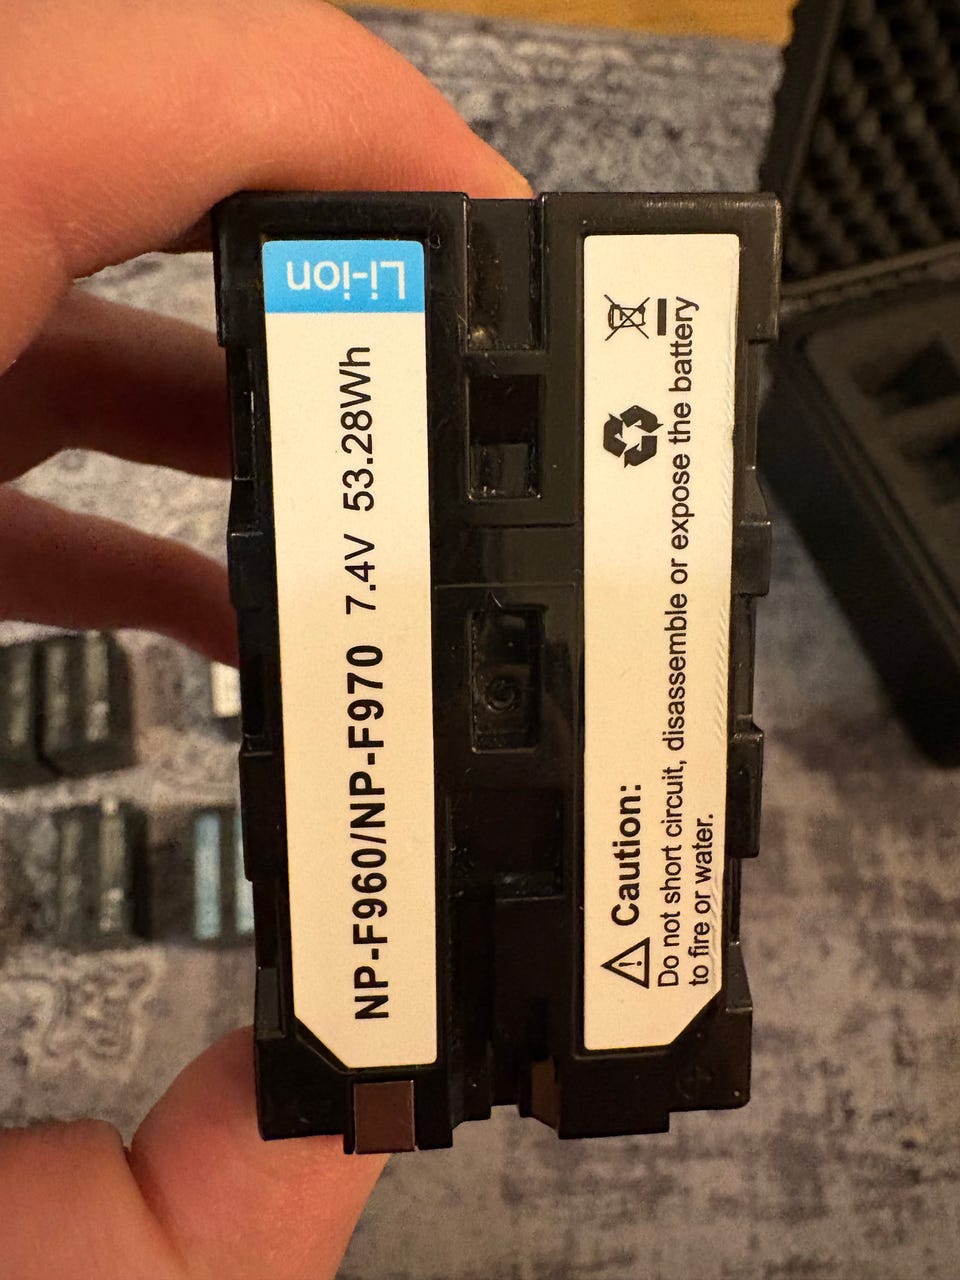 Li-ion
NP-F960/NP-F970 7.4V 53.28Wh
Caution:
Do not short circuit, disassemble or expose the battery
to fire or water.